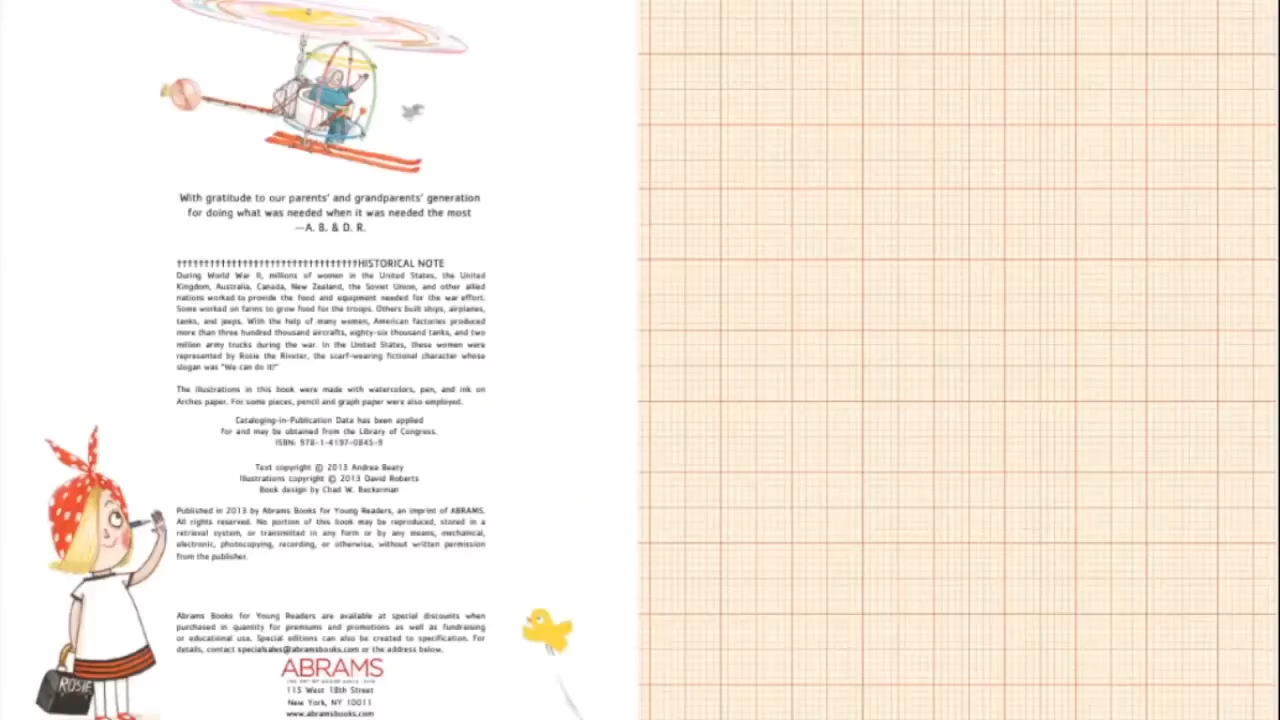 With gratitude to our parents' and grandparents' generation
for doing what was needed when it was needed the most
—A. B. & D. R.
††††††††††††††††††††††††††††††††HISTORICAL NOTE
During World War II, millions of women in the United States, the United
Kingdom, Australia, Canada, New Zealand, the Soviet Union, and other allied
nations worked to provide the food and equipment needed for the war effort.
Some worked on farms to grow food for the troops. Others built ships, airplanes,
tanks, and jeeps. With the help of many women, American factories produced
more than three hundred thousand aircrafts, eighty-six thousand tanks, and two
million army trucks during the war. In the United States, these women were
represented by Rosie the Riveter, the scarf-wearing fictional character whose
slogan was "We can do it!"
The illustrations in this book were made with watercolors, pen, and ink on
Arches paper. For some pieces, pencil and graph paper were also employed.
Cataloging-in-Publication Data has been applied
for and may be obtained from the Library of Congress.
ISBN: 978-1-4197-0845-9
Text copyright © 2013 Andrea Beaty
Illustrations copyright © 2013 David Roberts
Book design by Chad W. Beckerman
Published in 2013 by Abrams Books for Young Readers, an imprint of ABRAMS.
All rights reserved. No portion of this book may be reproduced, stored in a
retrieval system, or transmitted in any form or by any means, mechanical,
electronic, photocopying, recording, or otherwise, without written permission
from the publisher.
Abrams Books for Young Readers are available at special discounts when
purchased in quantity for premiums and promotions as well as fundraising
or educational use. Special editions can also be created to specification. For
details, contact specialsales@abramsbooks.com or the address below.
ROSIE
ABRAMS
115 West 18th Street
New York, NY 10011
www.abramsbooks.com